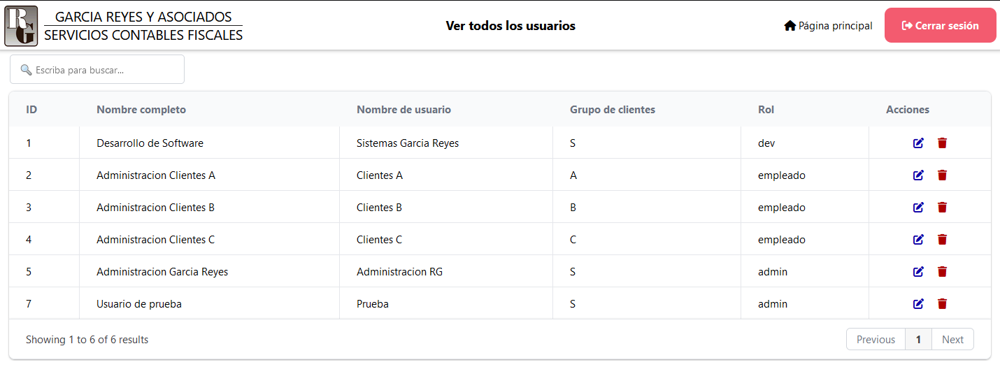 RG
GARCIA REYES Y ASOCIADOS
SERVICIOS CONTABLES FISCALES
Ver todos los usuarios
Página principal
Cerrar sesión
Escriba para buscar...
ID Nombre completo Nombre de usuario Grupo de clientes Rol Acciones
1 Desarrollo de Software Sistemas Garcia Reyes S dev
2 Administracion Clientes A Clientes A A empleado
3 Administracion Clientes B Clientes B B empleado
4 Administracion Clientes C Clientes C C empleado
5 Administracion Garcia Reyes Administracion RG S admin
7 Usuario de prueba Prueba S admin
Showing 1 to 6 of 6 results
Previous 1 Next